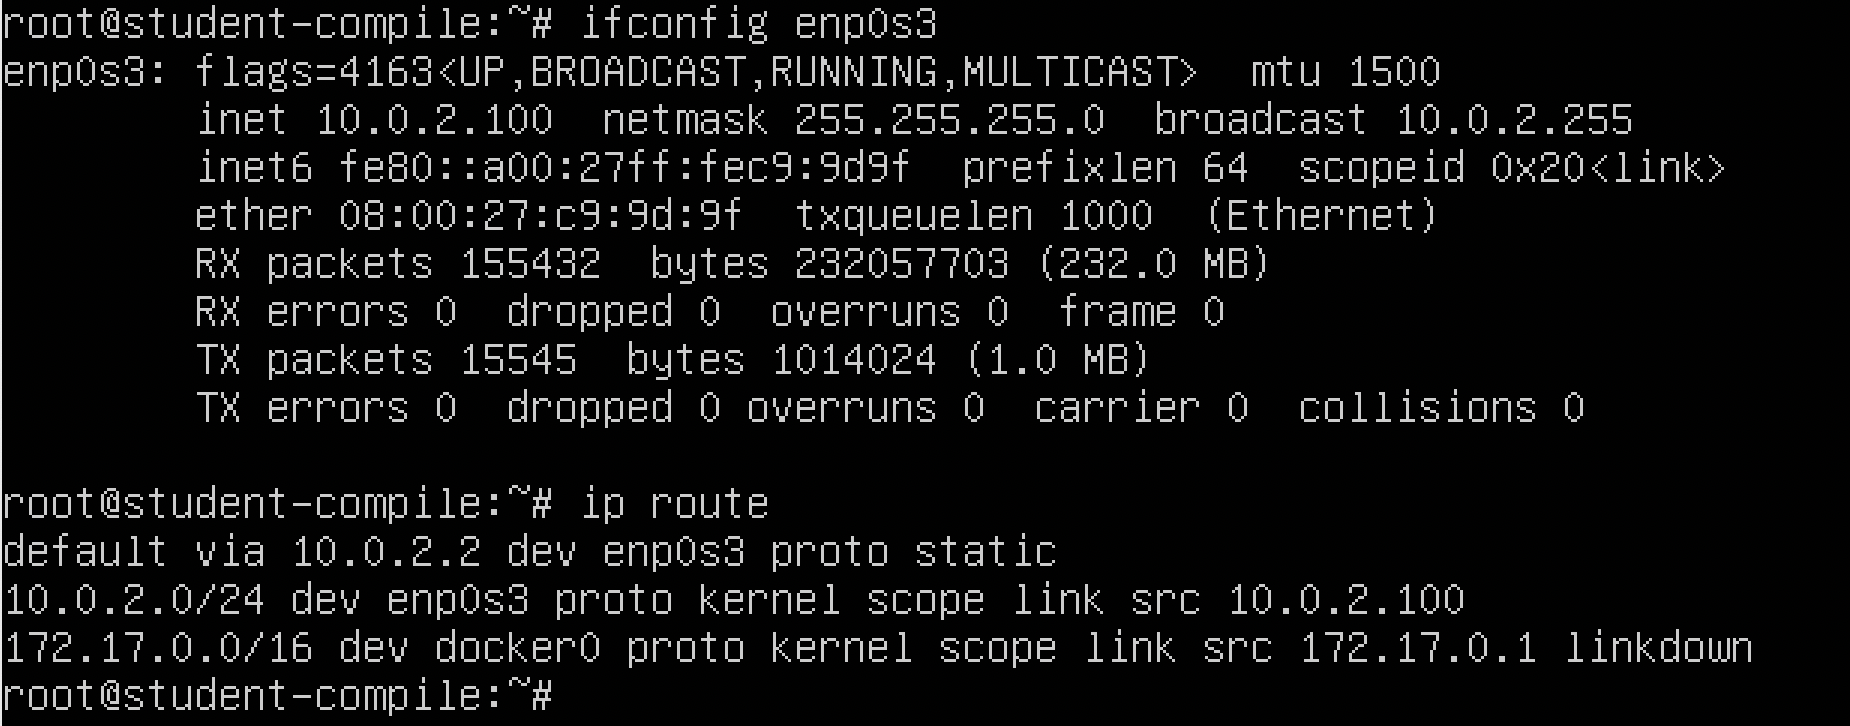 root@student-compile:~# ifconfig enp0s3
enp0s3: flags=4163<UP,BROADCAST,RUNNING,MULTICAST>  mtu 1500
        inet 10.0.2.100  netmask 255.255.255.0  broadcast 10.0.2.255
        inet6 fe80::a00:27ff:fec9:9d9f  prefixlen 64  scopeid 0x20<link>
        ether 08:00:27:c9:9d:9f  txqueuelen 1000  (Ethernet)
        RX packets 155432  bytes 232057703 (232.0 MB)
        RX errors 0  dropped 0  overruns 0  frame 0
        TX packets 15545  bytes 1014024 (1.0 MB)
        TX errors 0  dropped 0 overruns 0  carrier 0  collisions 0

root@student-compile:~# ip route
default via 10.0.2.2 dev enp0s3 proto static
10.0.2.0/24 dev enp0s3 proto kernel scope link src 10.0.2.100
172.17.0.0/16 dev docker0 proto kernel scope link src 172.17.0.1 linkdown
root@student-compile:~#